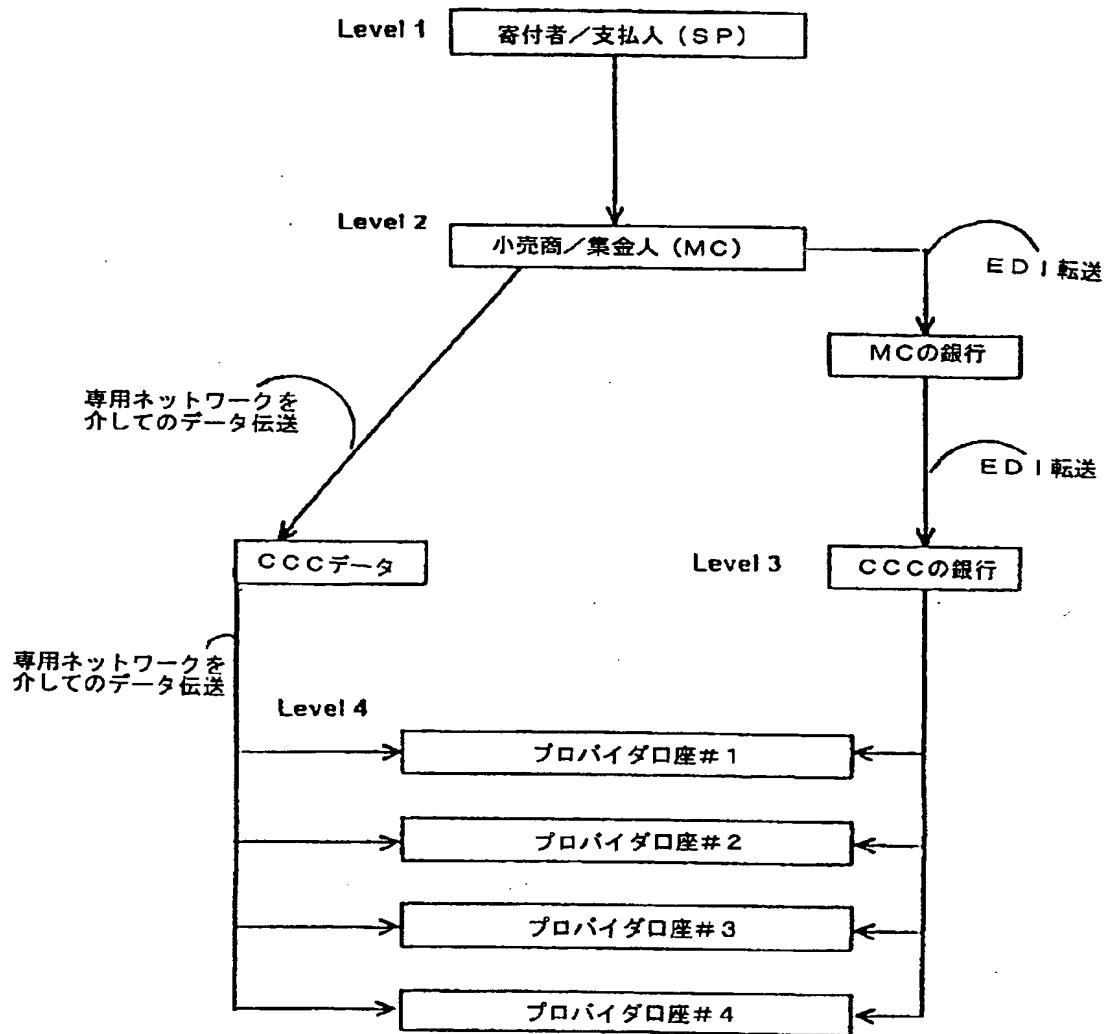 Level 1
寄付者/支払人(SP)
Level 2
小売商/集金人(MC)
EDI転送
MCの銀行
専用ネットワークを
介してのデータ伝送
EDI転送
CCCデータ
Level 3
CCCの銀行
専用ネットワークを
介してのデータ伝送
Level 4
プロバイダ口座#1
プロバイダ口座#2
プロバイダ口座#3
プロバイダ口座#4